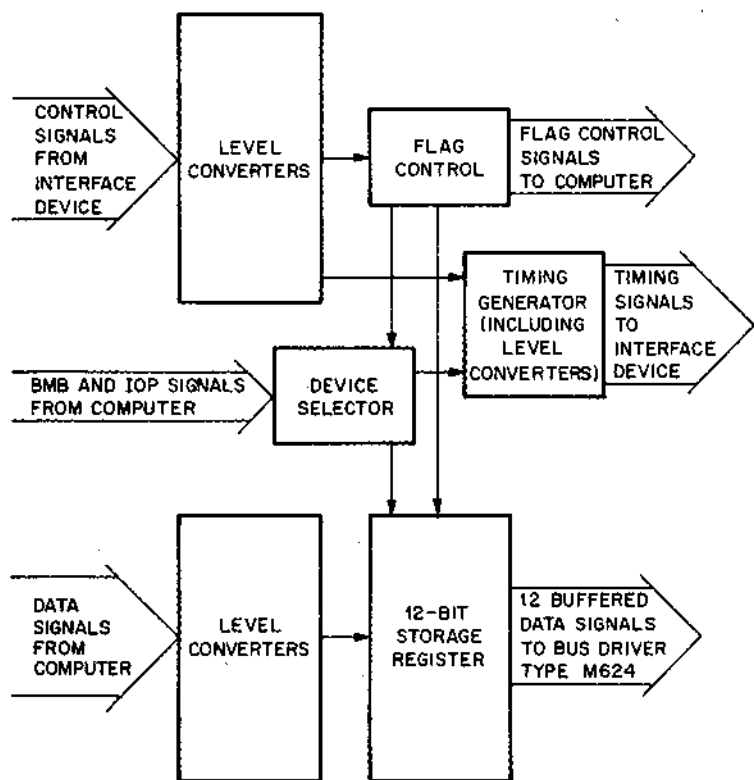 CONTROL
SIGNALS
FROM
INTERFACE
DEVICE
LEVEL
CONVERTERS
FLAG
CONTROL
FLAG CONTROL
SIGNALS
TO COMPUTER
TIMING
GENERATOR
(INCLUDING
LEVEL
CONVERTERS)
TIMING
SIGNALS
TO
INTERFACE
DEVICE
BMB AND IOP SIGNALS
FROM COMPUTER
DEVICE
SELECTOR
DATA
SIGNALS
FROM
COMPUTER
LEVEL
CONVERTERS
12-BIT
STORAGE
REGISTER
12 BUFFERED
DATA SIGNALS
TO BUS DRIVER
TYPE M624